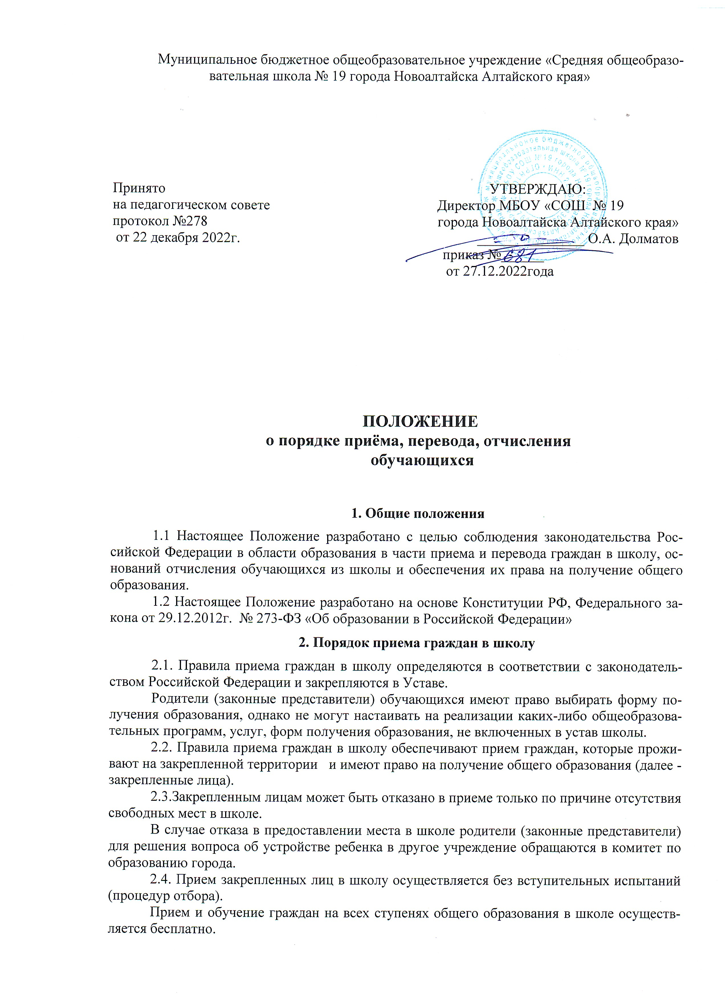 Муниципальное бюджетное общеобразовательное учреждение «Средняя общеобразо-
вательная школа № 19 города Новоалтайска Алтайского края»
Принято
на педагогическом совете
протокол №278
от 22 декабря 2022г.
УТВЕРЖДАЮ:
Директор МБОУ «СОШ № 19
города Новоалтайска Алтайского края»
О.А. Долматов
приказ № 681
от 27.12.2022года
ПОЛОЖЕНИЕ
о порядке приёма, перевода, отчисления
обучающихся
1. Общие положения
1.1 Настоящее Положение разработано с целью соблюдения законодательства Рос-
сийской Федерации в области образования в части приема и перевода граждан в школу, ос-
нований отчисления обучающихся из школы и обеспечения их права на получение общего
образования.
1.2 Настоящее Положение разработано на основе Конституции РФ, Федерального за-
кона от 29.12.2012г. № 273-ФЗ «Об образовании в Российской Федерации»
2. Порядок приема граждан в школу
2.1. Правила приема граждан в школу определяются в соответствии с законодатель-
ством Российской Федерации и закрепляются в Уставе.
Родители (законные представители) обучающихся имеют право выбирать форму по-
лучения образования, однако не могут настаивать на реализации каких-либо общеобразова-
тельных программ, услуг, форм получения образования, не включенных в устав школы.
2.2. Правила приема граждан в школу обеспечивают прием граждан, которые прожи-
вают на закрепленной территории и имеют право на получение общего образования (далее -
закрепленные лица).
2.3.Закрепленным лицам может быть отказано в приеме только по причине отсутствия
свободных мест в школе.
В случае отказа в предоставлении места в школе родители (законные представители)
для решения вопроса об устройстве ребенка в другое учреждение обращаются в комитет по
образованию города.
2.4. Прием закрепленных лиц в школу осуществляется без вступительных испытаний
(процедур отбора).
Прием и обучение граждан на всех ступенях общего образования в школе осуществ-
ляется бесплатно.